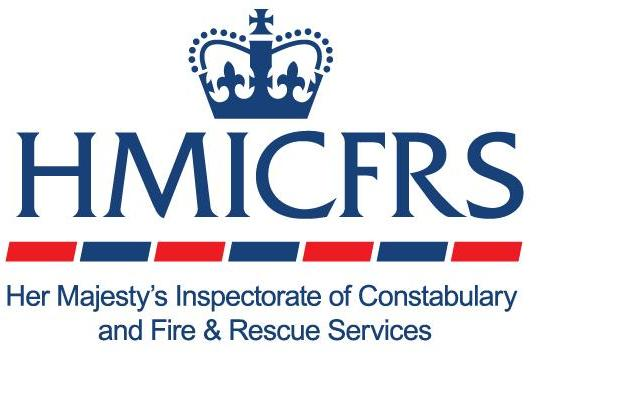 HMICFRS
Her Majesty's Inspectorate of Constabulary
and Fire & Rescue Services